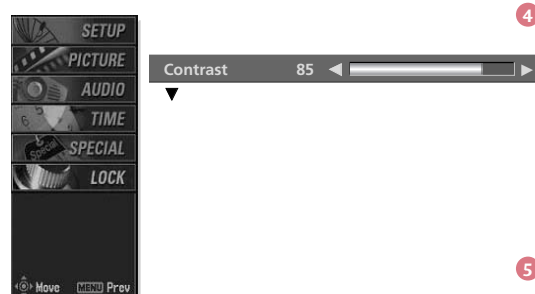 SETUP
PICTURE
AUDIO
TIME
SPECIAL
LOCK
Move MENU Prev
Contrast 85
4
5